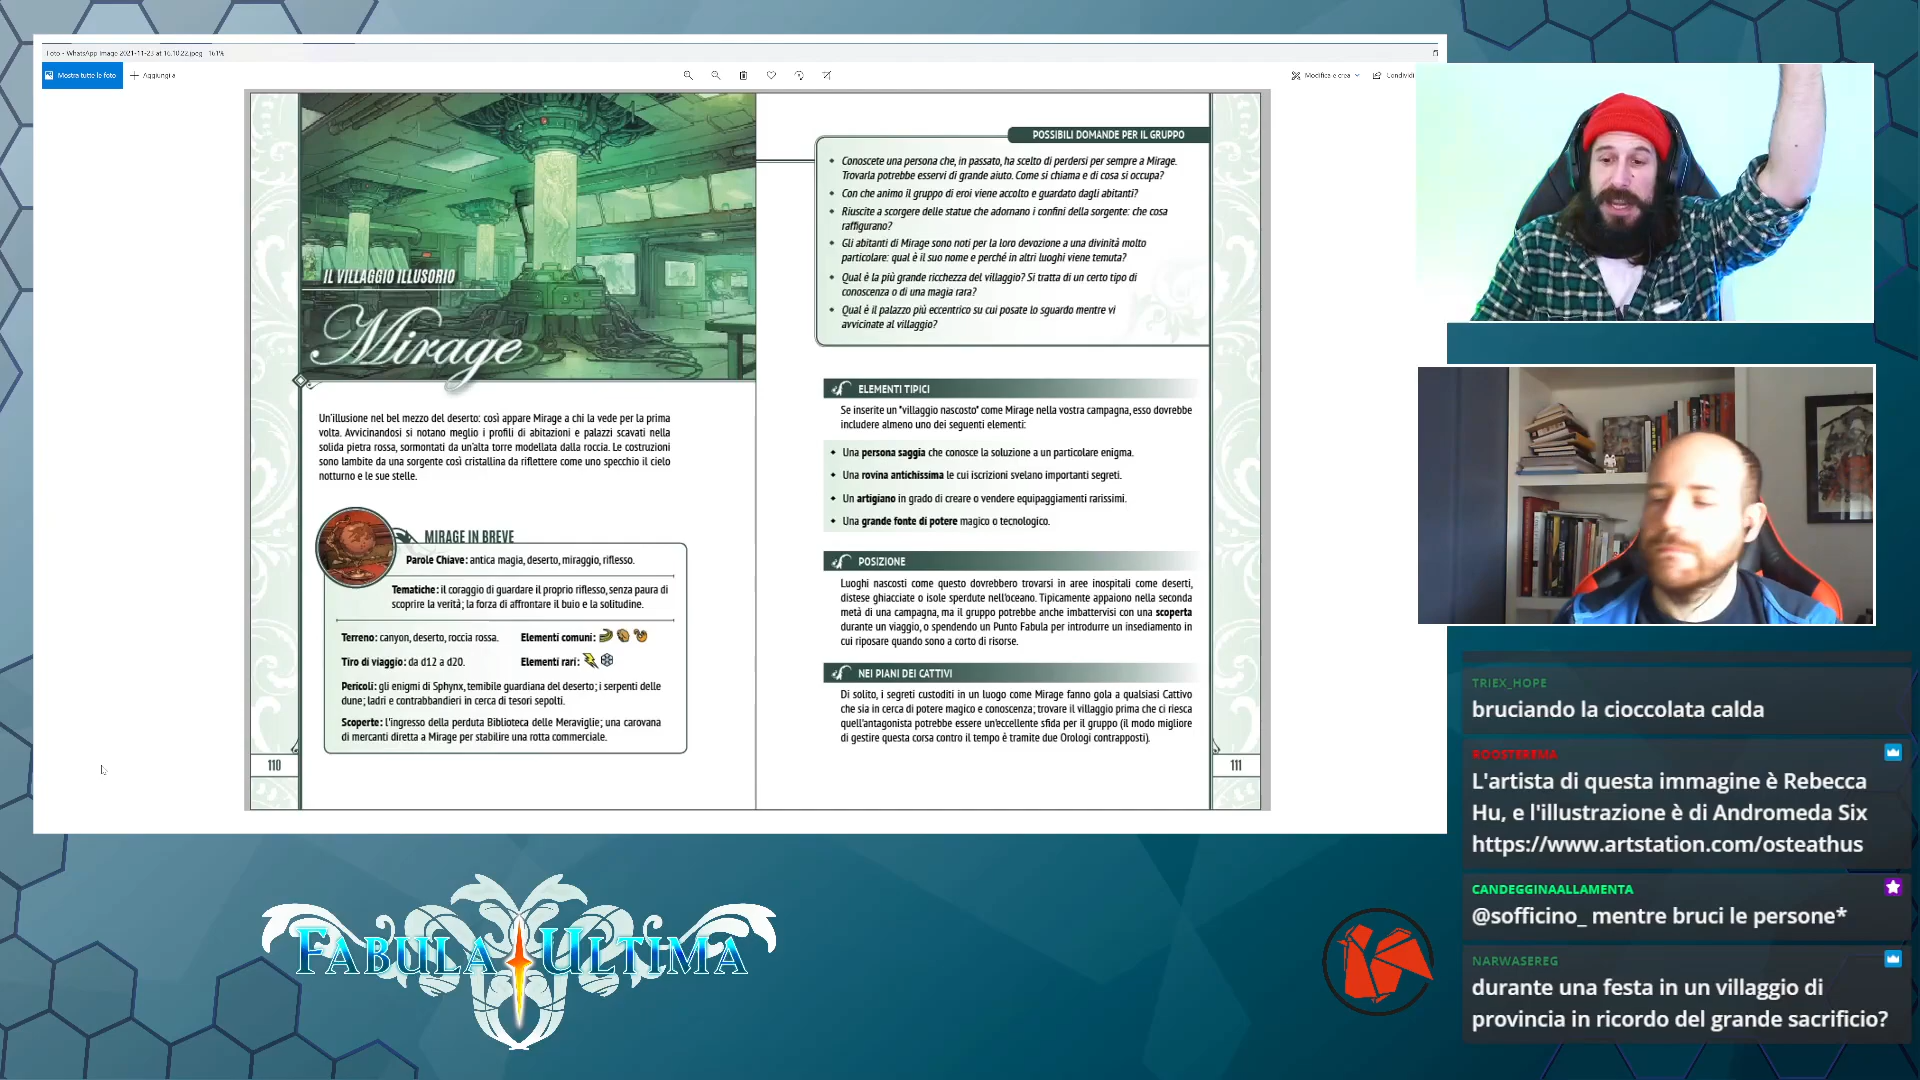 Foto - WhatsApp Image 2021-11-23 at 16.10.22.jpeg - 161%
Mostra tutte le foto
Aggiungi a
Modifica e crea
Condividi
IL VILLAGGIO ILLUSORIO
Mirage
Un'illusione nel bel mezzo del deserto: così appare Mirage a chi la vede per la prima
volta. Avvicinandosi si notano meglio i profili di abitazioni e palazzi scavati nella
solida pietra rossa, sormontati da un'alta torre modellata dalla roccia. Le costruzioni
sono lambite da una sorgente così cristallina da riflettere come uno specchio il cielo
notturno e le sue stelle.
MIRAGE IN BREVE
Parole Chiave: antica magia, deserto, miraggio, riflesso.
Tematiche: il coraggio di guardare il proprio riflesso, senza paura di
scoprire la verità; la forza di affrontare il buio e la solitudine.
Terreno: canyon, deserto, roccia rossa.
Elementi comuni:
Tiro di viaggio: da d12 a d20.
Elementi rari:
Pericoli: gli enigmi di Sphynx, temibile guardiana del deserto; i serpenti delle
dune; ladri e contrabbandieri in cerca di tesori sepolti.
Scoperte: l'ingresso della perduta Biblioteca delle Meraviglie; una carovana
di mercanti diretta a Mirage per stabilire una rotta commerciale.
110
POSSIBILI DOMANDE PER IL GRUPPO
Conoscete una persona che, in passato, ha scelto di perdersi per sempre a Mirage.
Trovarla potrebbe esservi di grande aiuto. Come si chiama e di cosa si occupa?
Con che animo il gruppo di eroi viene accolto e guardato dagli abitanti?
Riuscite a scorgere delle statue che adornano i confini della sorgente: che cosa
raffigurano?
Gli abitanti di Mirage sono noti per la loro devozione a una divinità molto
particolare: qual è il suo nome e perché in altri luoghi viene temuta?
Qual è la più grande ricchezza del villaggio? Si tratta di un certo tipo di
conoscenza o di una magia rara?
Qual è il palazzo più eccentrico su cui posate lo sguardo mentre vi
avvicinate al villaggio?
ELEMENTI TIPICI
Se inserite un "villaggio nascosto" come Mirage nella vostra campagna, esso dovrebbe
includere almeno uno dei seguenti elementi:
Una persona saggia che conosce la soluzione a un particolare enigma.
Una rovina antichissima le cui iscrizioni svelano importanti segreti.
Un artigiano in grado di creare o vendere equipaggiamenti rarissimi.
Una grande fonte di potere magico o tecnologico.
POSIZIONE
Luoghi nascosti come questo dovrebbero trovarsi in aree inospitali come deserti,
distese ghiacciate o isole sperdute nell'oceano. Tipicamente appaiono nella seconda
metà di una campagna, ma il gruppo potrebbe anche imbattervisi con una scoperta
durante un viaggio, o spendendo un Punto Fabula per introdurre un insediamento in
cui riposare quando sono a corto di risorse.
NEI PIANI DEI CATTIVI
Di solito, i segreti custoditi in un luogo come Mirage fanno gola a qualsiasi Cattivo
che sia in cerca di potere magico e conoscenza; trovare il villaggio prima che ci riesca
quell'antagonista potrebbe essere un'eccellente sfida per il gruppo (il modo migliore
di gestire questa corsa contro il tempo è tramite due Orologi contrapposti).
111
FABULA ULTIMA
TRIEX_HOPE
bruciando la cioccolata calda
ROOSTEREMA
L'artista di questa immagine è Rebecca
Hu, e l'illustrazione è di Andromeda Six
https://www.artstation.com/osteathus
CANDEGGINAALLAMENTA
@sofficino_ mentre bruci le persone*
NARWASEREG
durante una festa in un villaggio di
provincia in ricordo del grande sacrificio?